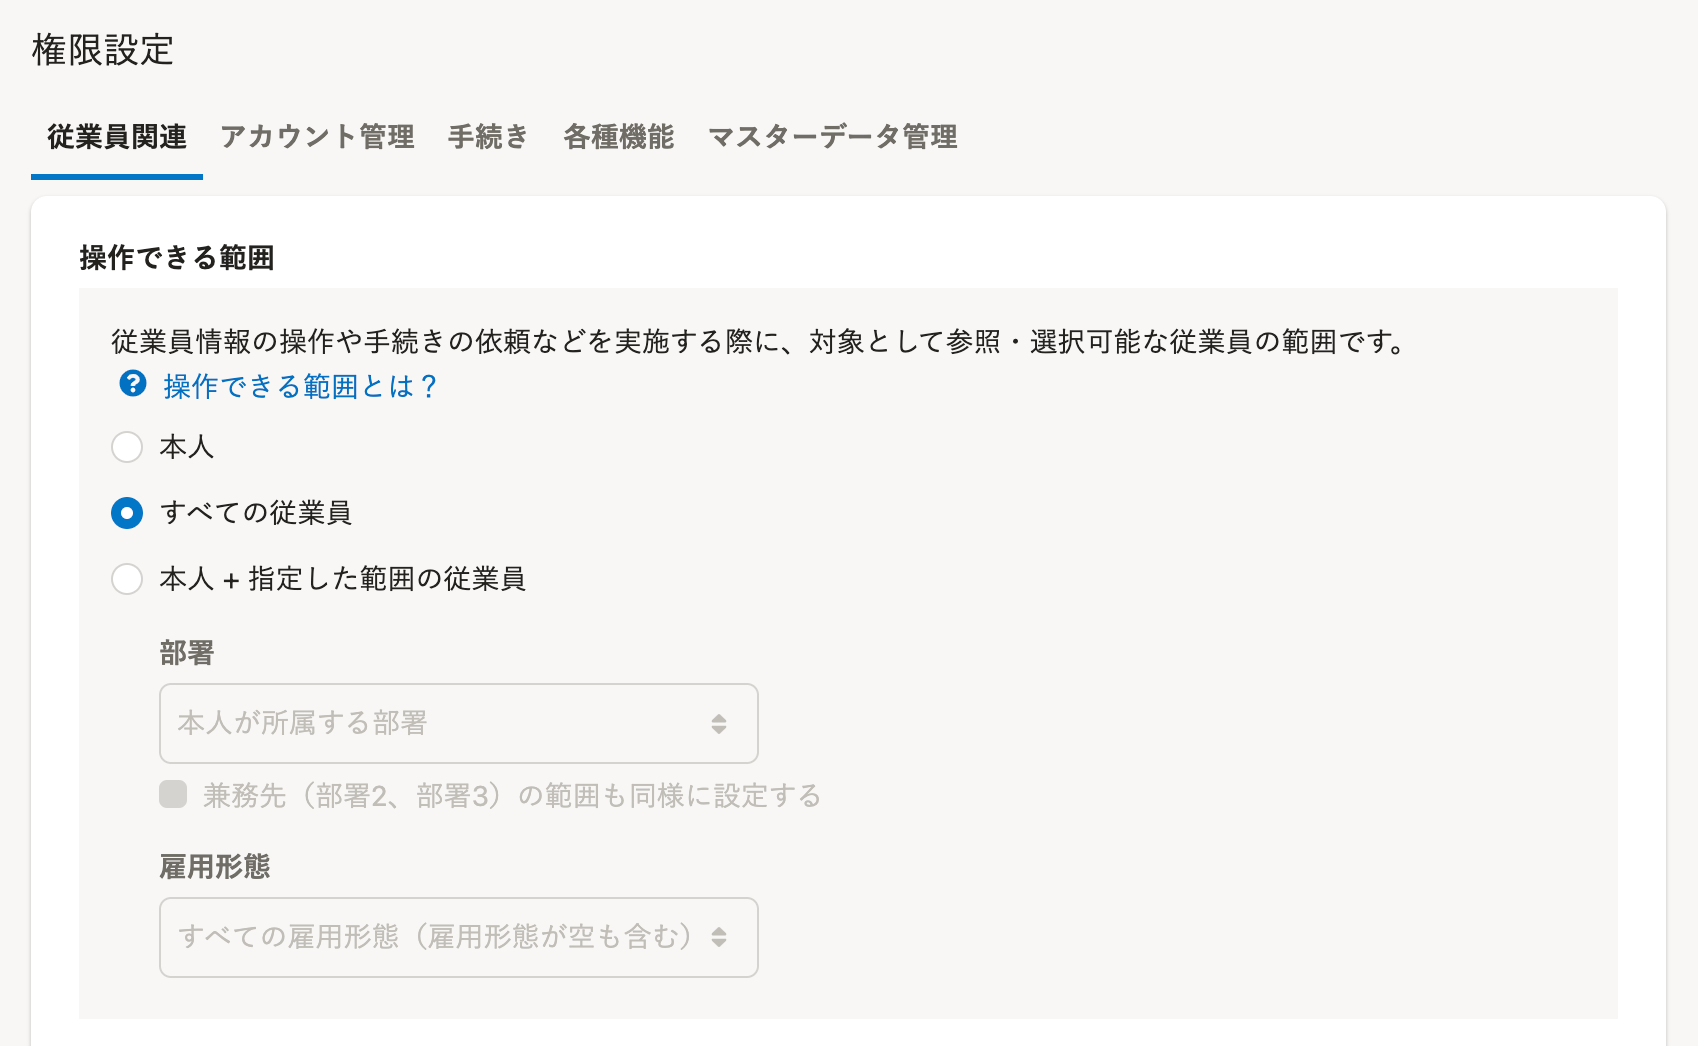 権限設定
従業員関連 アカウント管理 手続き 各種機能 マスターデータ管理
操作できる範囲
従業員情報の操作や手続きの依頼などを実施する際に、対象として参照・選択可能な従業員の範囲です。
? 操作できる範囲とは？
本人
すべての従業員
本人 + 指定した範囲の従業員
部署
本人が所属する部署
兼務先（部署2、部署3）の範囲も同様に設定する
雇用形態
すべての雇用形態（雇用形態が空も含む）